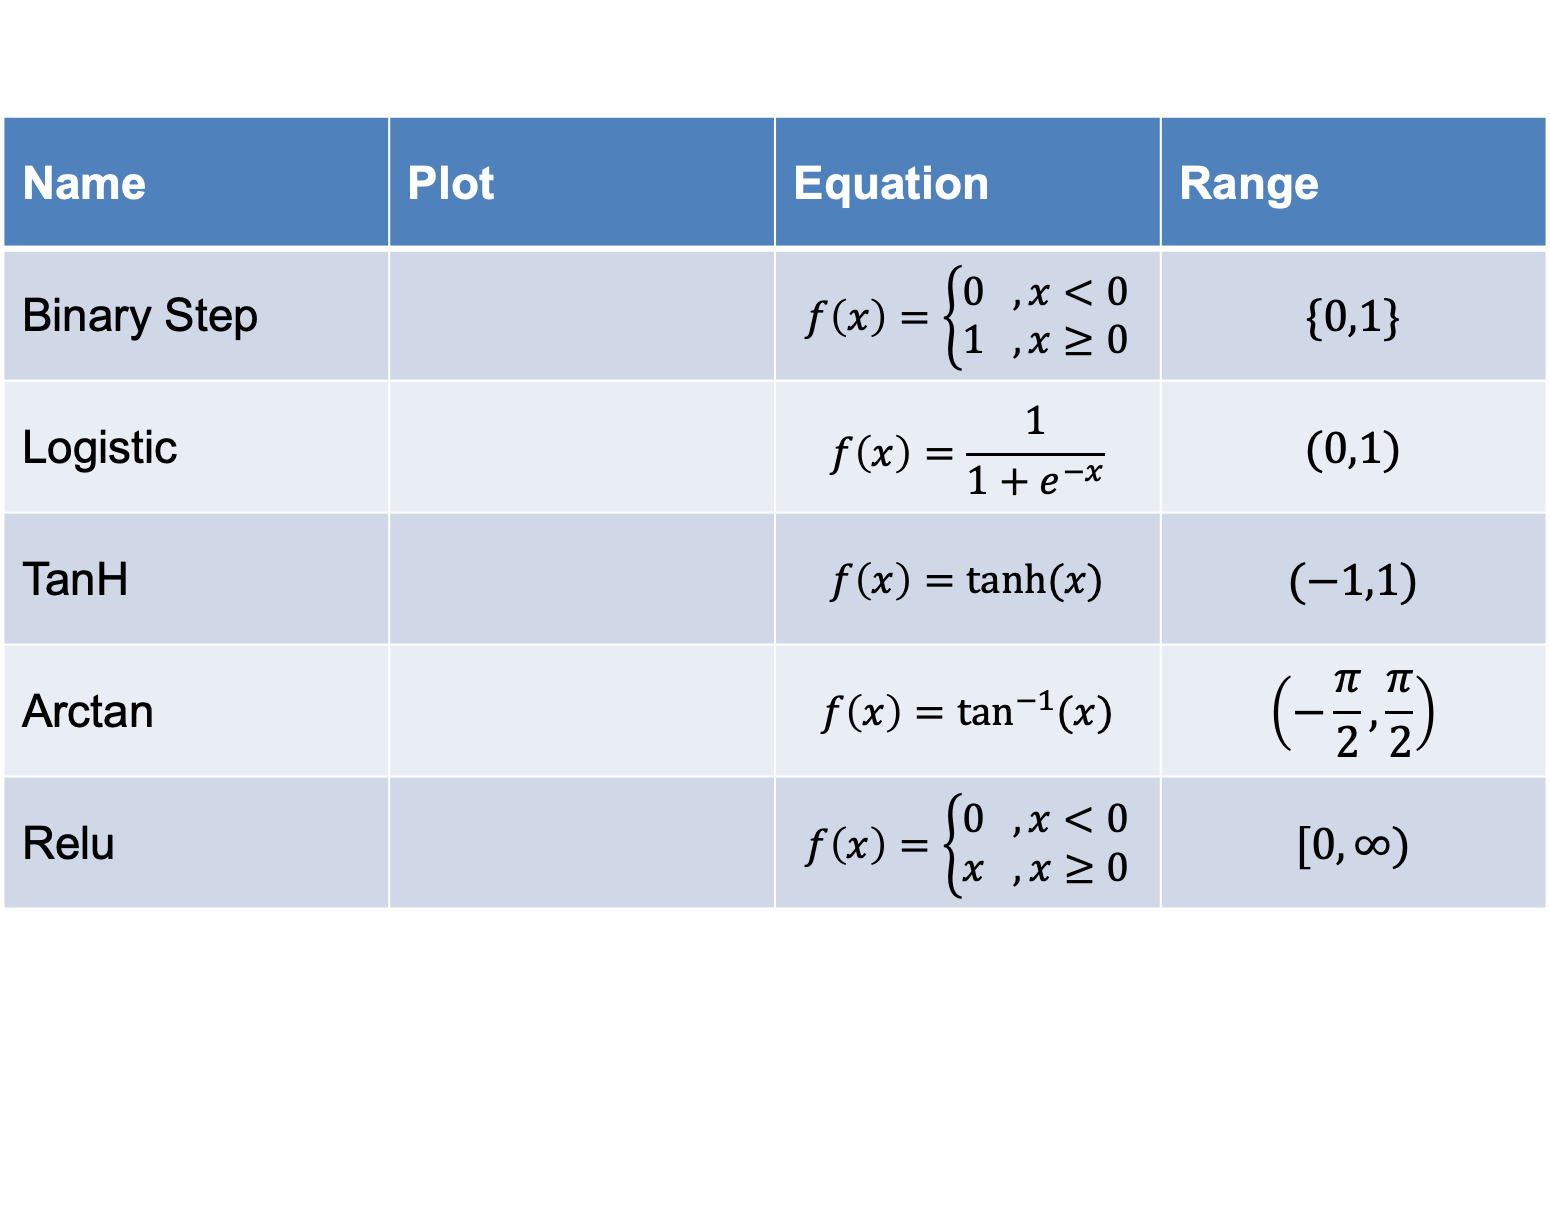 Name Plot Equation Range
Binary Step f(x) = {0 ,x < 0 1 ,x ≥ 0 {0,1}
Logistic f(x) = 1/(1 + e⁻ˣ) (0,1)
TanH f(x) = tanh(x) (−1,1)
Arctan f(x) = tan⁻¹(x) (−π/2,π/2)
Relu f(x) = {0 ,x < 0 x ,x ≥ 0 [0, ∞)